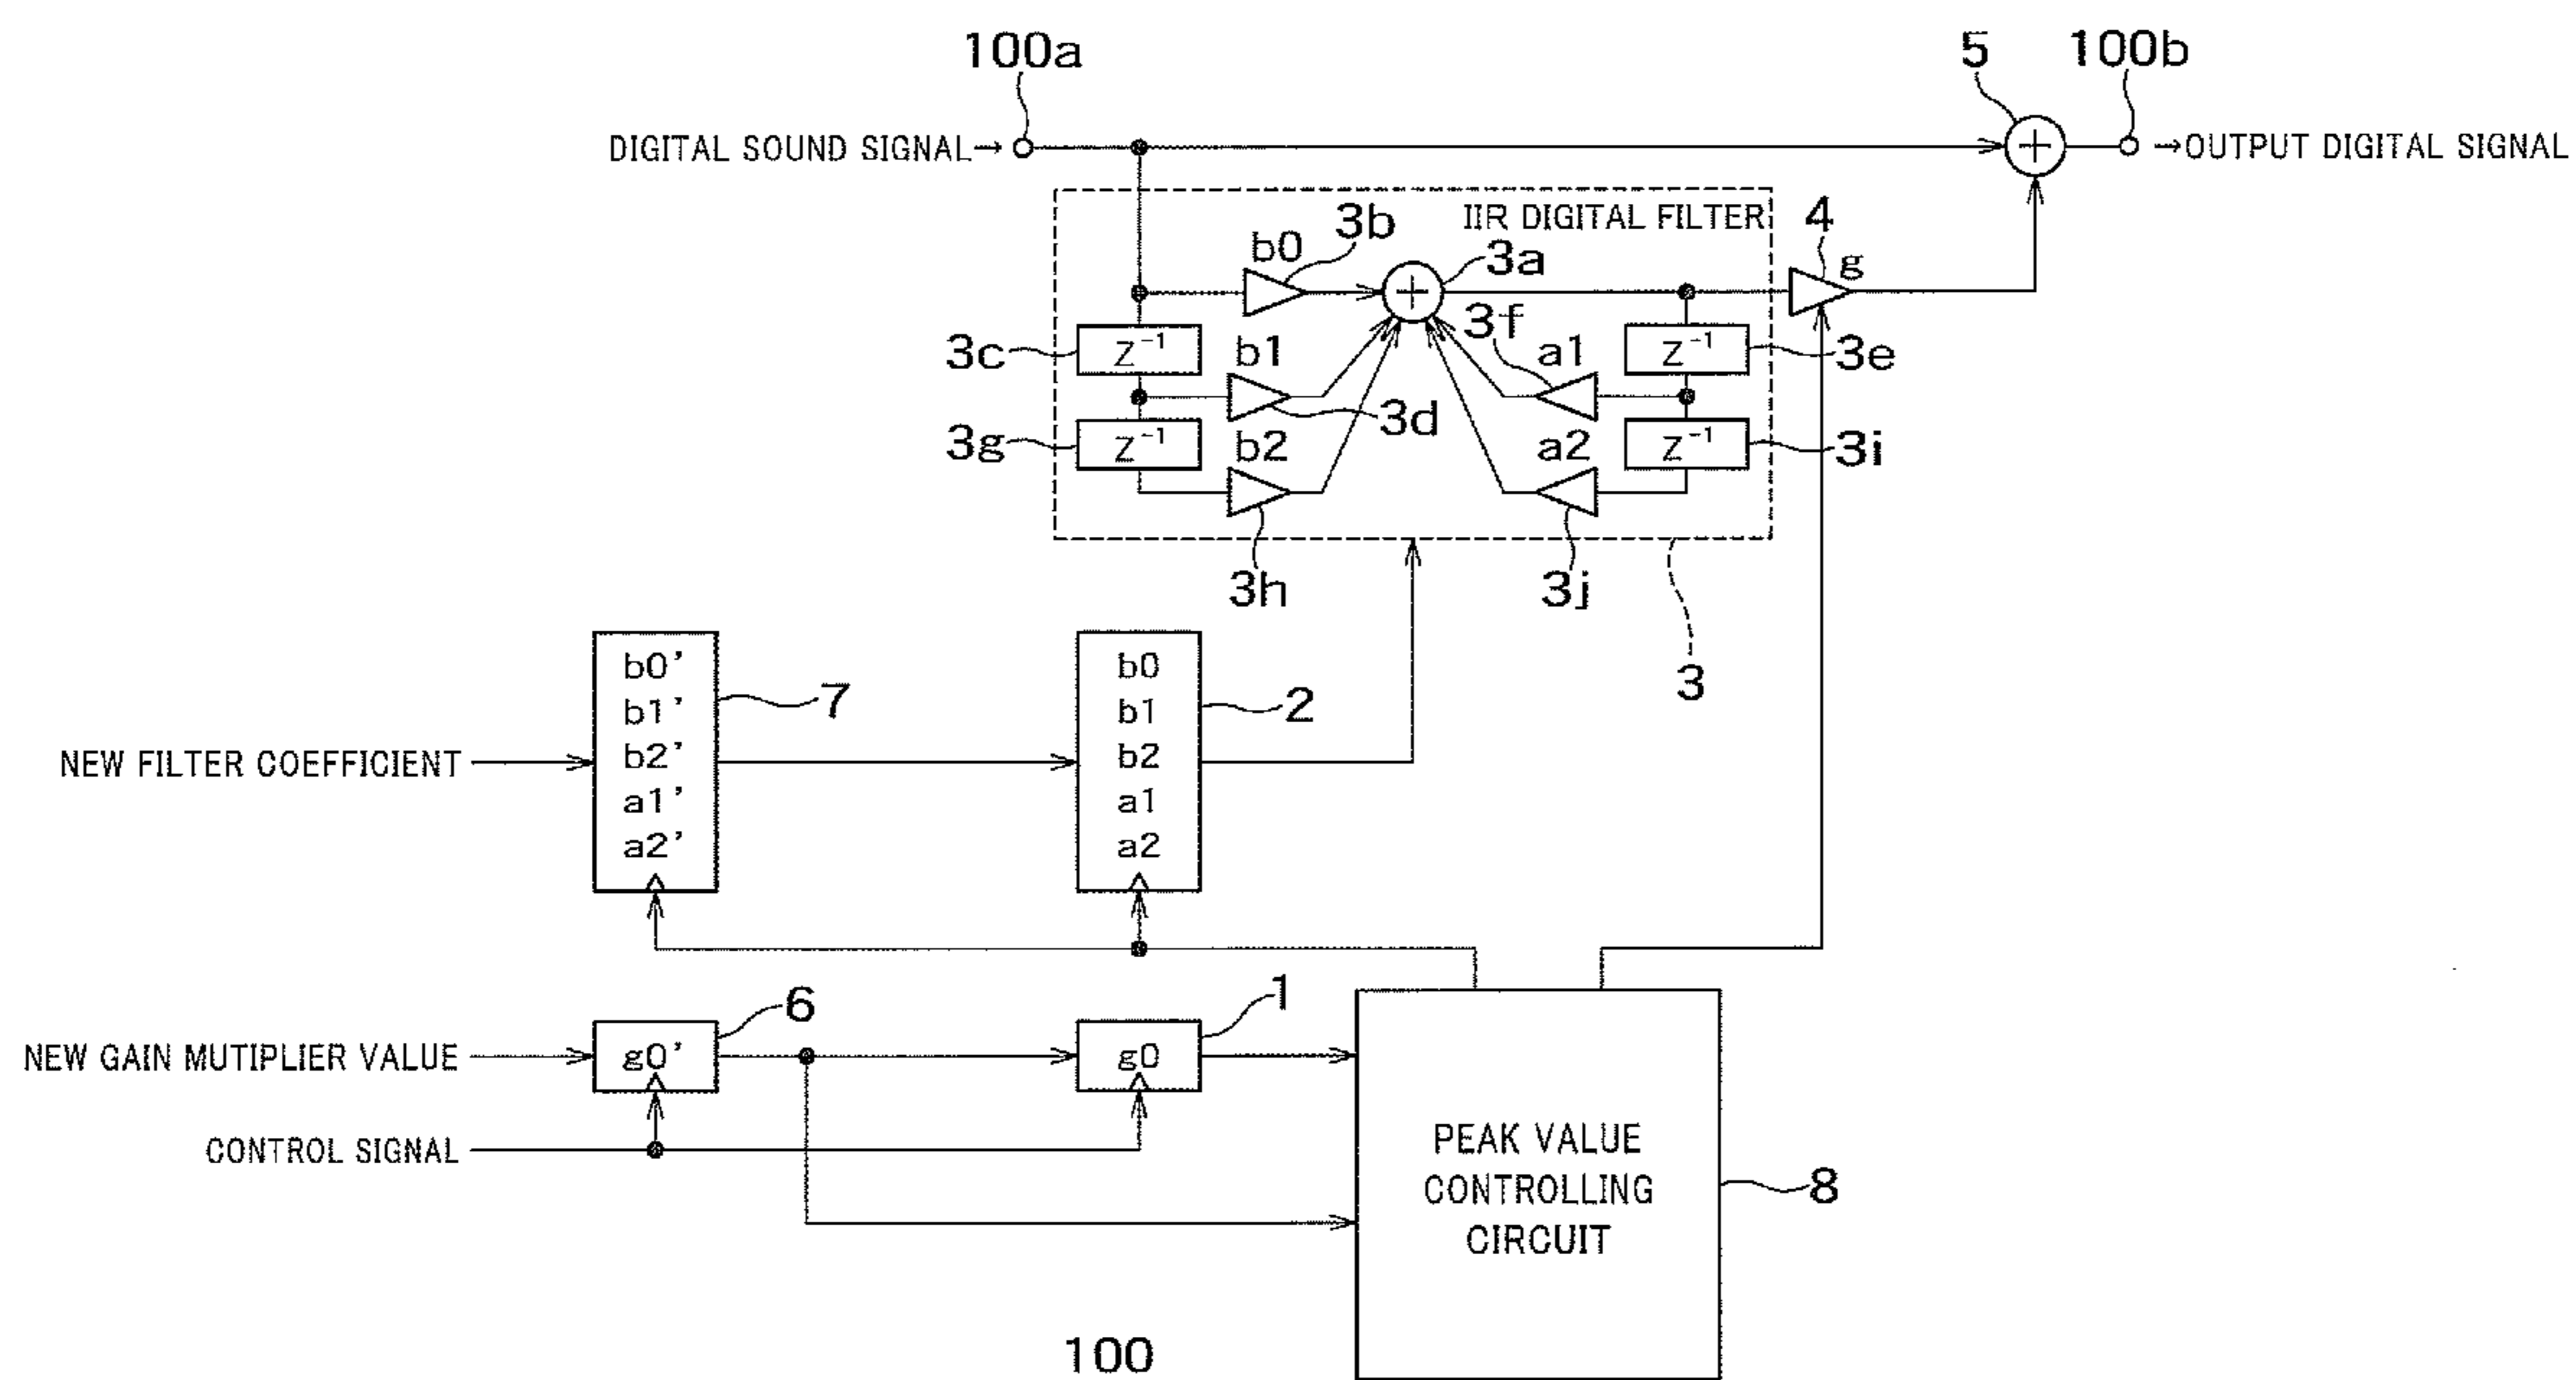 100a
5
100b
DIGITAL SOUND SIGNAL→
+
→OUTPUT DIGITAL SIGNAL
IIR DIGITAL FILTER
b0
3b
3a
4
g
+
3c
Z⁻¹
b1
3d
3f
a1
Z⁻¹
3e
3g
Z⁻¹
b2
3h
a2
3j
Z⁻¹
3i
3
b0'
b1'
b2'
a1'
a2'
7
b0
b1
b2
a1
a2
2
NEW FILTER COEFFICIENT
6
1
NEW GAIN MUTIPLIER VALUE
g0'
g0
CONTROL SIGNAL
PEAK VALUE
CONTROLLING
CIRCUIT
8
100